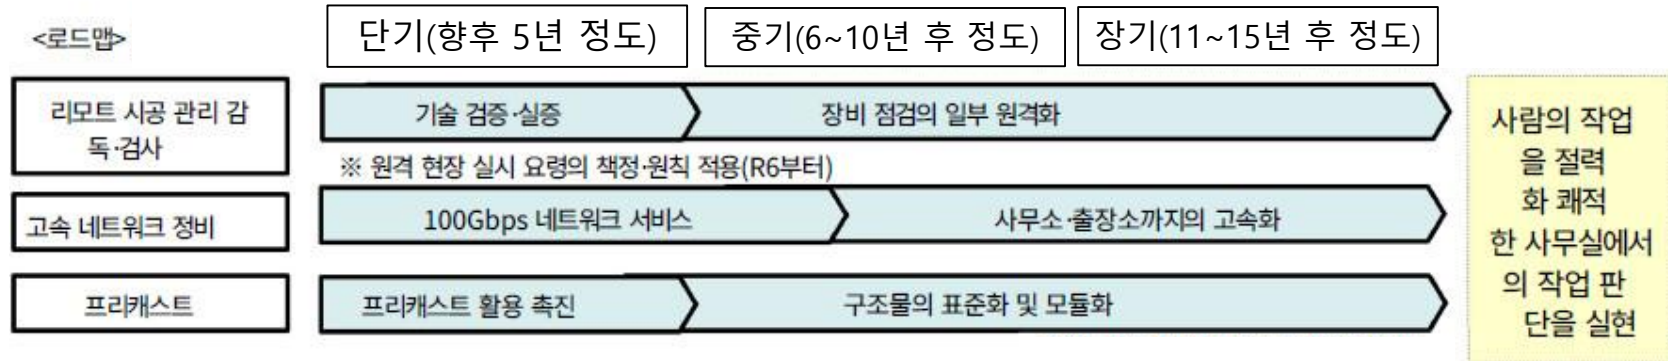 <로드맵>
단기(향후 5년 정도)
중기(6~10년 후 정도)
장기(11~15년 후 정도)
리모트 시공 관리 감
독·검사
기술 검증·실증
장비 점검의 일부 원격화
※ 원격 현장 실시 요령의 책정·원칙 적용(R6부터)
고속 네트워크 정비
100Gbps 네트워크 서비스
사무소·출장소까지의 고속화
프리캐스트
프리캐스트 활용 촉진
구조물의 표준화 및 모듈화
사람의 작업
을 절력
화 쾌적
한 사무실에서
의 작업 판
단을 실현